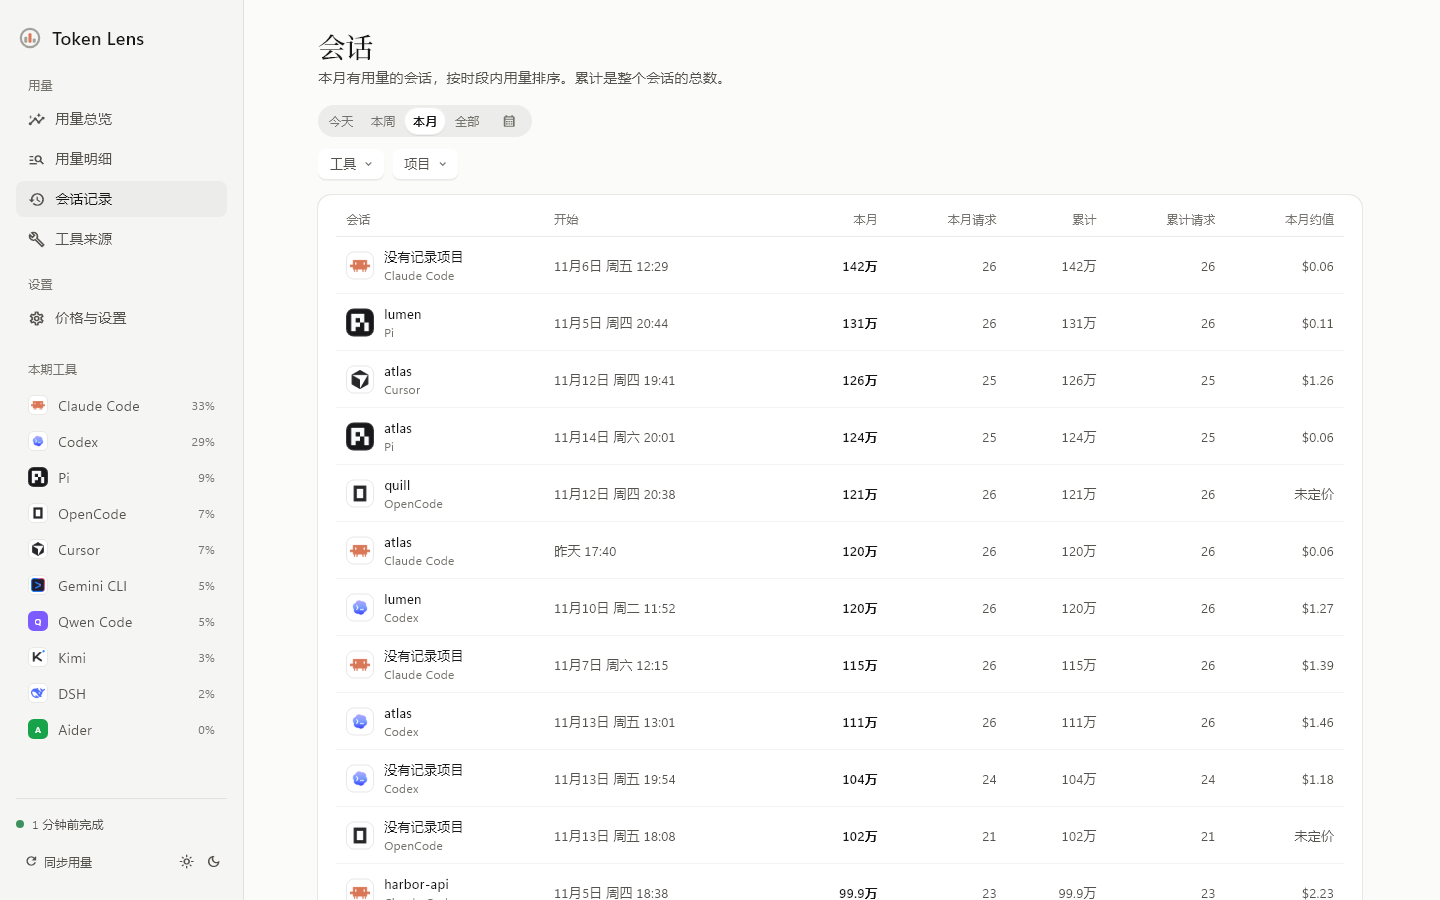 Token Lens
用量
用量总览
用量明细
会话记录
工具来源
设置
价格与设置
本期工具
Claude Code 33%
Codex 29%
Pi 9%
OpenCode 7%
Cursor 7%
Gemini CLI 5%
Qwen Code 5%
Kimi 3%
DSH 2%
Aider 0%
1 分钟前完成
同步用量
会话
本月有用量的会话，按时段内用量排序。累计是整个会话的总数。
今天 本周 本月 全部
工具 项目
会话 开始 本月 本月请求 累计 累计请求 本月约值
没有记录项目
Claude Code
11月6日 周五 12:29 142万 26 142万 26 $0.06
lumen
Pi
11月5日 周四 20:44 131万 26 131万 26 $0.11
atlas
Cursor
11月12日 周四 19:41 126万 25 126万 25 $1.26
atlas
Pi
11月14日 周六 20:01 124万 25 124万 25 $0.06
quill
OpenCode
11月12日 周四 20:38 121万 26 121万 26 未定价
atlas
Claude Code
昨天 17:40 120万 26 120万 26 $0.06
lumen
Codex
11月10日 周二 11:52 120万 26 120万 26 $1.27
没有记录项目
Claude Code
11月7日 周六 12:15 115万 26 115万 26 $1.39
atlas
Codex
11月13日 周五 13:01 111万 26 111万 26 $1.46
没有记录项目
Codex
11月13日 周五 19:54 104万 24 104万 24 $1.18
没有记录项目
OpenCode
11月13日 周五 18:08 102万 21 102万 21 未定价
harbor-api
11月5日 周四 18:38 99.9万 23 99.9万 23 $2.23